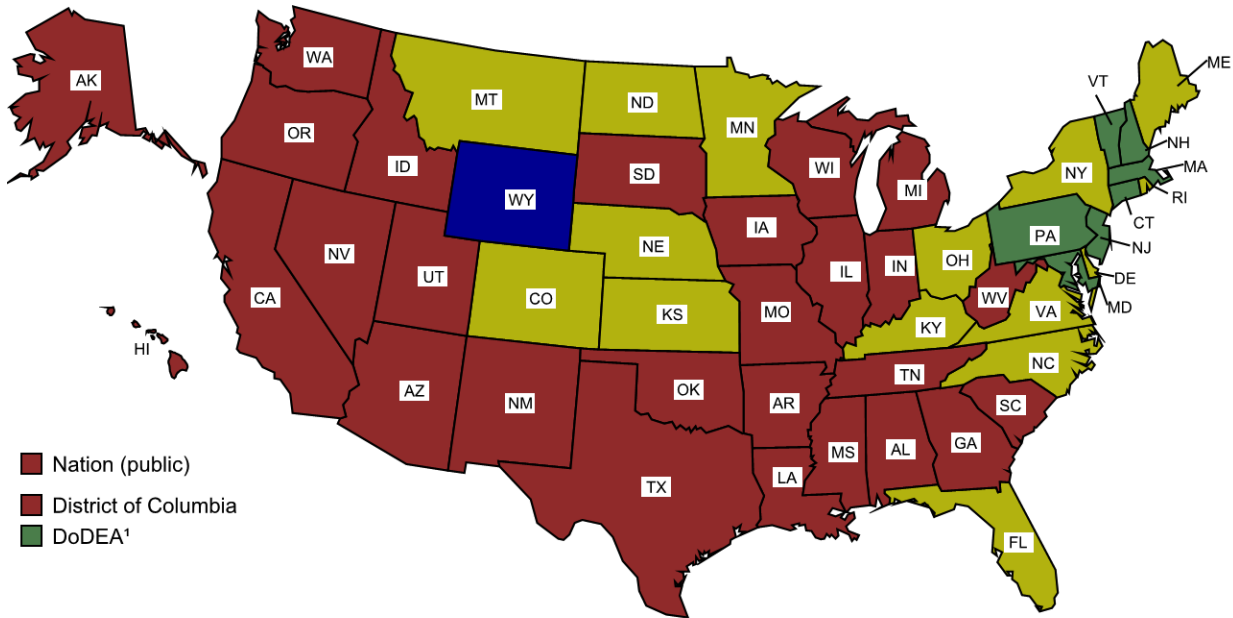 ME
WA
VT
AK
MT
ND
MN
OR
NH
MA
ID
SD
WI
NY
MI
RI
WY
CT
IA
PA
NE
NJ
NV
OH
UT
IL
IN
DE
CA
CO
WV
MD
MO
KS
VA
KY
HI
NC
TN
AZ
OK
NM
AR
SC
GA
MS
AL
Nation (public)
LA
TX
District of Columbia
DoDEA¹
FL